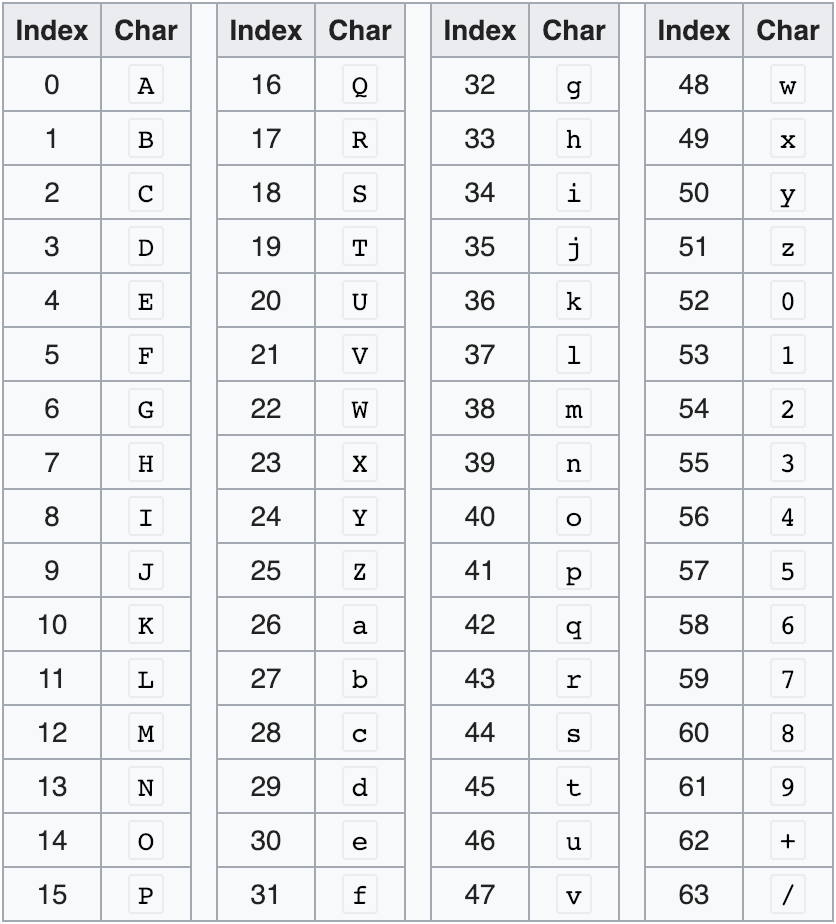 Index Char Index Char Index Char Index Char
0 A 16 Q 32 g 48 w
1 B 17 R 33 h 49 x
2 C 18 S 34 i 50 y
3 D 19 T 35 j 51 z
4 E 20 U 36 k 52 0
5 F 21 V 37 l 53 1
6 G 22 W 38 m 54 2
7 H 23 X 39 n 55 3
8 I 24 Y 40 o 56 4
9 J 25 Z 41 p 57 5
10 K 26 a 42 q 58 6
11 L 27 b 43 r 59 7
12 M 28 c 44 s 60 8
13 N 29 d 45 t 61 9
14 O 30 e 46 u 62 +
15 P 31 f 47 v 63 /